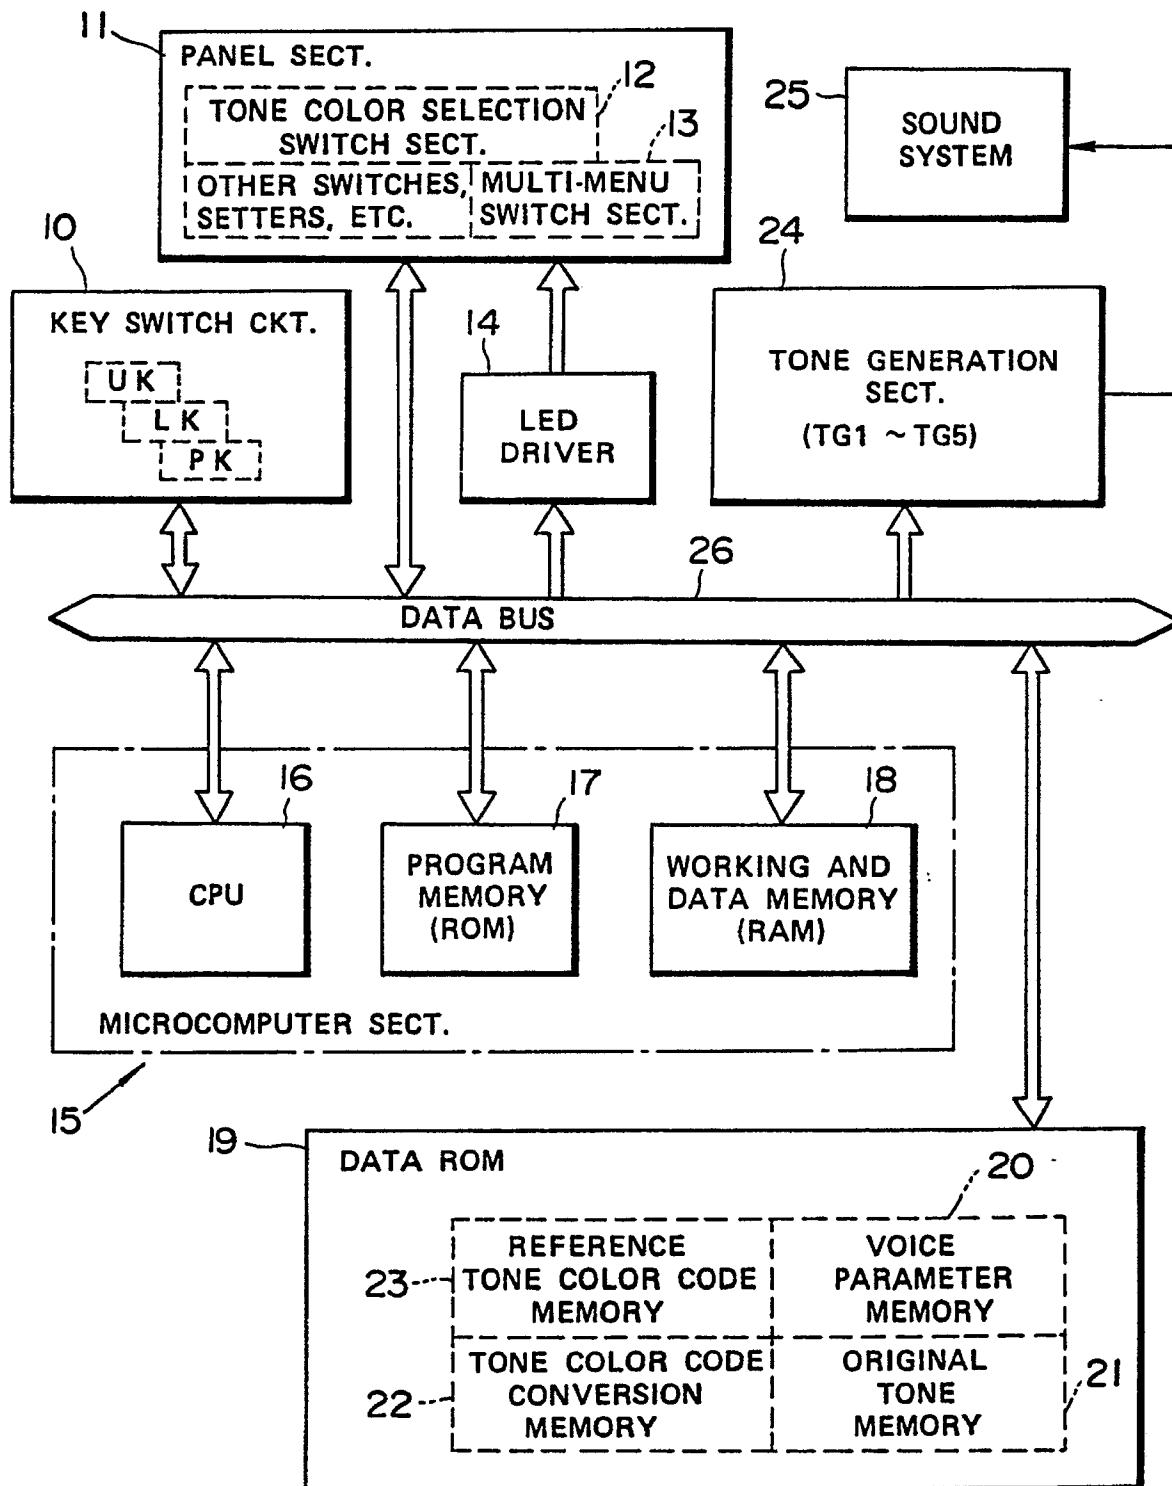 11
PANEL SECT.
12
TONE COLOR SELECTION
SWITCH SECT.
13
OTHER SWITCHES,
SETTERS, ETC.
MULTI-MENU
SWITCH SECT.
25
SOUND
SYSTEM
10
KEY SWITCH CKT.
UK
LK
PK
14
LED
DRIVER
24
TONE GENERATION
SECT.
(TG1 ~ TG5)
26
DATA BUS
16
CPU
17
PROGRAM
MEMORY
(ROM)
18
WORKING AND
DATA MEMORY
(RAM)
MICROCOMPUTER SECT.
15
19
DATA ROM
20
REFERENCE
TONE COLOR CODE
MEMORY
23
VOICE
PARAMETER
MEMORY
TONE COLOR CODE
CONVERSION
MEMORY
22
ORIGINAL
TONE
MEMORY
21